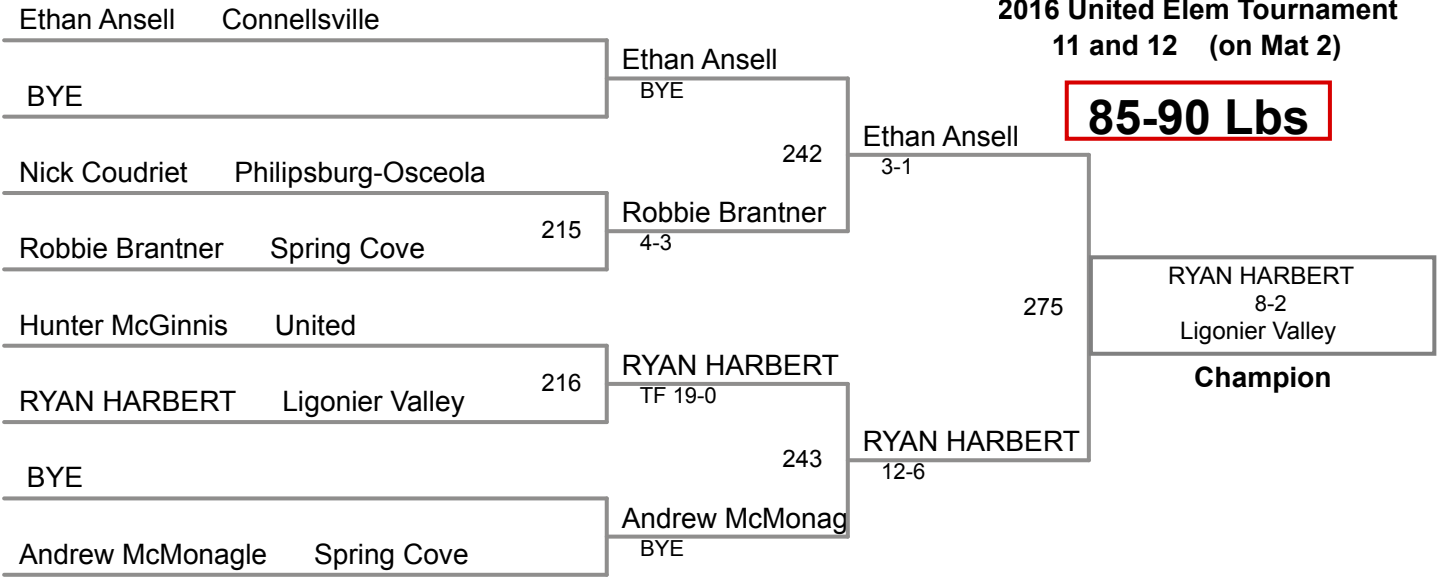 2016 United Elem Tournament
11 and 12 (on Mat 2)
85-90 Lbs
Ethan Ansell Connellsville
BYE
Nick Coudriet Philipsburg-Osceola
Robbie Brantner Spring Cove
215
Hunter McGinnis United
RYAN HARBERT Ligonier Valley
216
BYE
Andrew McMonagle Spring Cove
Ethan Ansell
BYE
242
Robbie Brantner
4-3
RYAN HARBERT
TF 19-0
243
Andrew McMonag
BYE
Ethan Ansell
3-1
275
RYAN HARBERT
12-6
RYAN HARBERT
8-2
Ligonier Valley
Champion